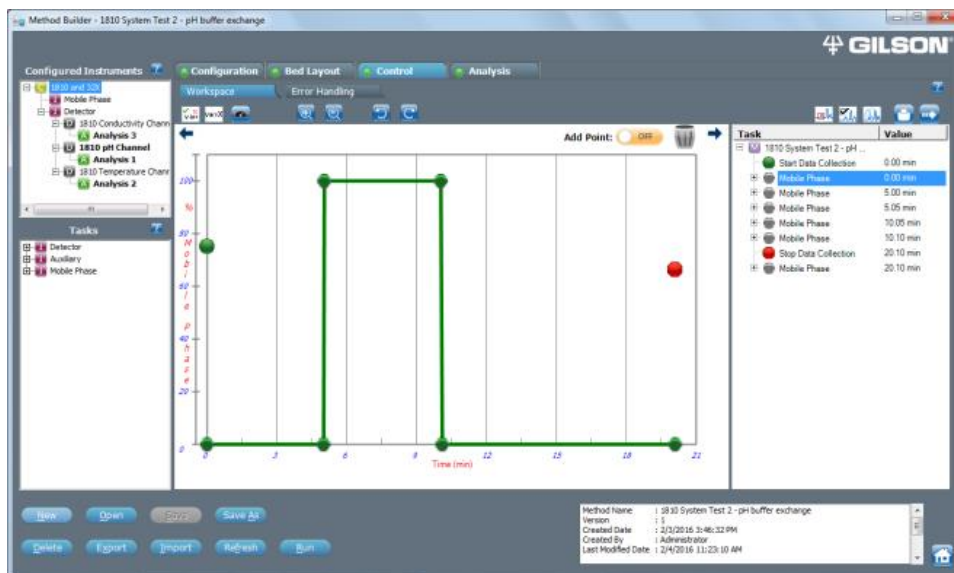 Method Builder - 1810 System Test 2 - pH buffer exchange
GILSON
Configured Instruments
Configuration
Bed Layout
Control
Analysis
1810 and 32X
Mobile Phase
Detector
1810 Conductivity Chann
Analysis 3
1810 pH Channel
Analysis 1
1810 Temperature Chann
Analysis 2
Tasks
Detector
Auxiliary
Mobile Phase
Workspace
Error Handling
Add Point: OFF
100
80
60
40
20
0
% Mobile Phase
0 3 6 9 12 15 18 21
Time (min)
Task Value
1810 System Test 2 - pH ...
Start Data Collection 0.00 min
Mobile Phase 0.00 min
Mobile Phase 5.00 min
Mobile Phase 5.05 min
Mobile Phase 10.05 min
Mobile Phase 10.10 min
Stop Data Collection 20.10 min
Mobile Phase 20.10 min
New Open Save Save As
Delete Export Import Refresh Run
Method Name : 1810 System Test 2 - pH buffer exchange
Version : 1
Created Date : 2/3/2016 3:46:32 PM
Created By : Administrator
Last Modified Date : 2/4/2016 11:23:10 AM